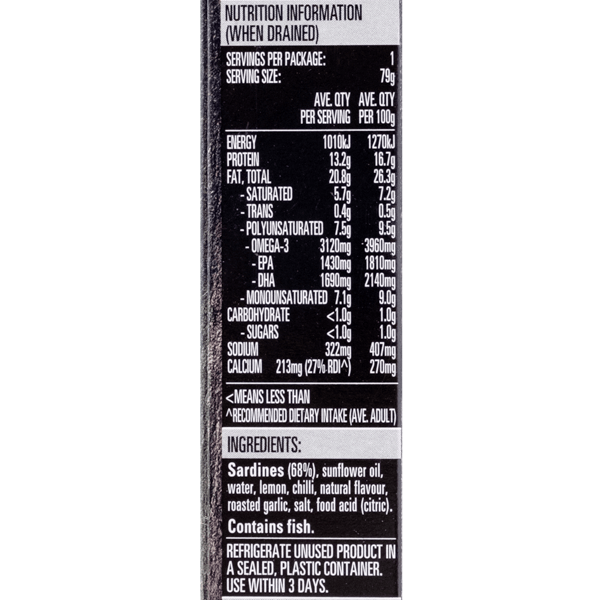 NUTRITION INFORMATION
(WHEN DRAINED)
SERVINGS PER PACKAGE: 1
SERVING SIZE: 79g
AVE. QTY AVE. QTY
PER SERVING PER 100g
ENERGY 1010kJ 1270kJ
PROTEIN 13.2g 16.7g
FAT, TOTAL 20.8g 26.3g
- SATURATED 5.7g 7.2g
- TRANS 0.4g 0.5g
- POLYUNSATURATED 7.5g 9.5g
- OMEGA-3 3120mg 3960mg
- EPA 1430mg 1810mg
- DHA 1690mg 2140mg
- MONOUNSATURATED 7.1g 9.0g
CARBOHYDRATE <1.0g 1.0g
- SUGARS <1.0g 1.0g
SODIUM 322mg 407mg
CALCIUM 213mg (27% RDI^) 270mg
<MEANS LESS THAN
^RECOMMENDED DIETARY INTAKE (AVE. ADULT)
INGREDIENTS:
Sardines (68%), sunflower oil,
water, lemon, chilli, natural flavour,
roasted garlic, salt, food acid (citric).
Contains fish.
REFRIGERATE UNUSED PRODUCT IN
A SEALED, PLASTIC CONTAINER.
USE WITHIN 3 DAYS.